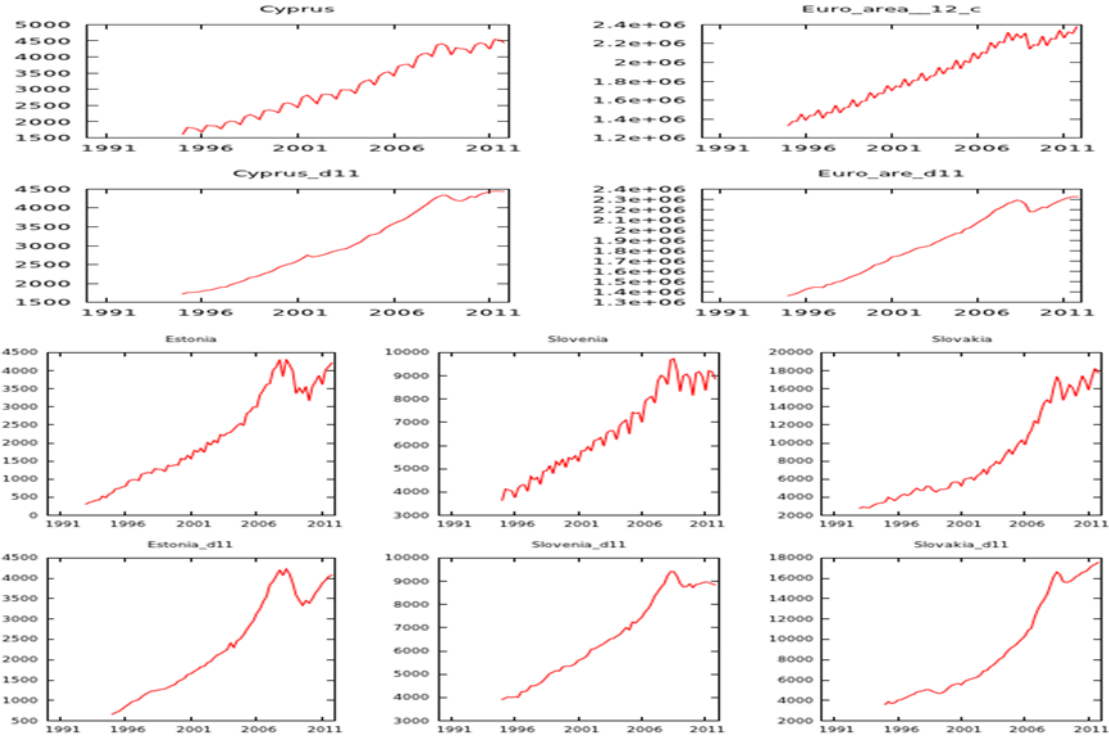 Cyprus
5000
4500
4000
3500
3000
2500
2000
1500
1991 1996 2001 2006 2011
Euro_area__12_c
2.4e+06
2.2e+06
2e+06
1.8e+06
1.6e+06
1.4e+06
1.2e+06
1991 1996 2001 2006 2011
Cyprus_d11
4500
4000
3500
3000
2500
2000
1500
1991 1996 2001 2006 2011
Euro_are_d11
2.4e+06
2.3e+06
2.2e+06
2.1e+06
2e+06
1.9e+06
1.8e+06
1.7e+06
1.6e+06
1.5e+06
1.4e+06
1.3e+06
1991 1996 2001 2006 2011
Estonia
4500
4000
3500
3000
2500
2000
1500
1000
500
0
1991 1996 2001 2006 2011
Slovenia
10000
9000
8000
7000
6000
5000
4000
3000
1991 1996 2001 2006 2011
Slovakia
20000
18000
16000
14000
12000
10000
8000
6000
4000
2000
1991 1996 2001 2006 2011
Estonia_d11
4500
4000
3500
3000
2500
2000
1500
1000
500
1991 1996 2001 2006 2011
Slovenia_d11
10000
9000
8000
7000
6000
5000
4000
3000
1991 1996 2001 2006 2011
Slovakia_d11
18000
16000
14000
12000
10000
8000
6000
4000
2000
1991 1996 2001 2006 2011